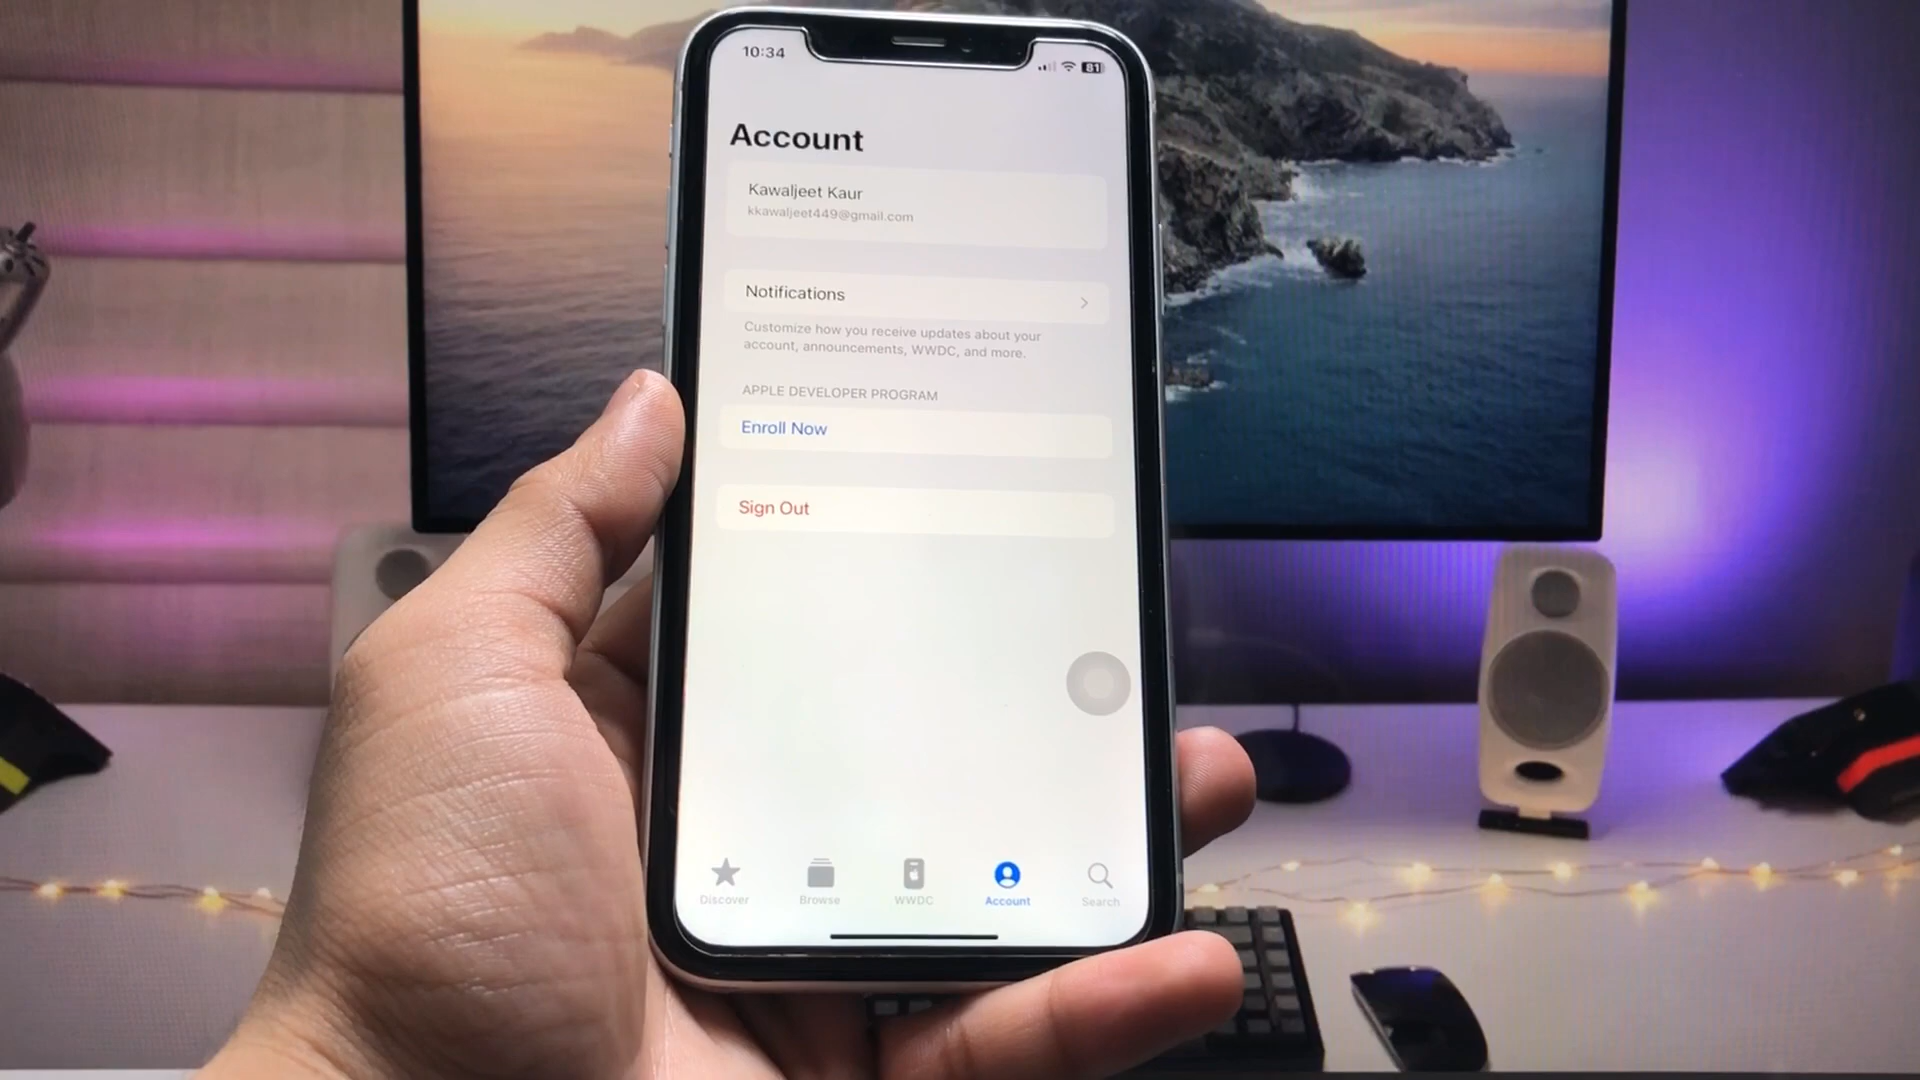 10:34
81
Account
Kawaljeet Kaur
kkawaljeet449@gmail.com
Notifications
Customize how you receive updates about your
account, announcements, WWDC, and more.
APPLE DEVELOPER PROGRAM
Enroll Now
Sign Out
Discover
Browse
WWDC
Account
Search